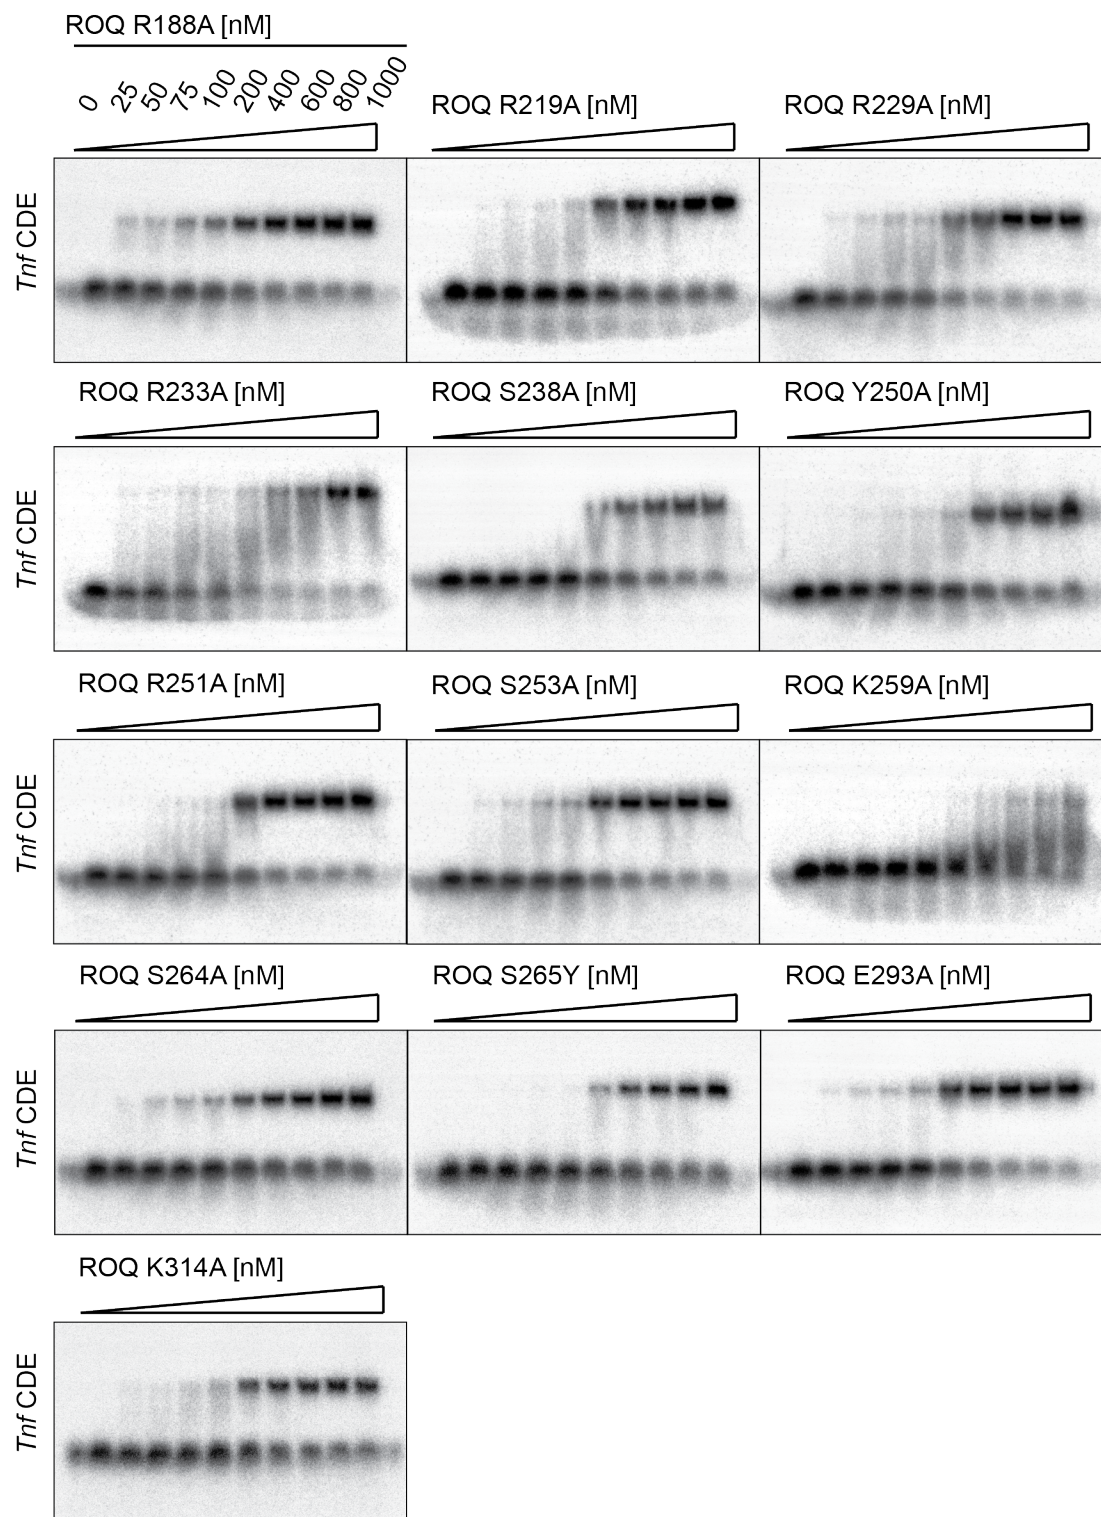 ROQ R188A [nM]
0 25 50 75 100 200 400 600 800 1000
ROQ R219A [nM]
ROQ R229A [nM]
Tnf CDE
ROQ R233A [nM]
ROQ S238A [nM]
ROQ Y250A [nM]
Tnf CDE
ROQ R251A [nM]
ROQ S253A [nM]
ROQ K259A [nM]
Tnf CDE
ROQ S264A [nM]
ROQ S265Y [nM]
ROQ E293A [nM]
Tnf CDE
ROQ K314A [nM]
Tnf CDE